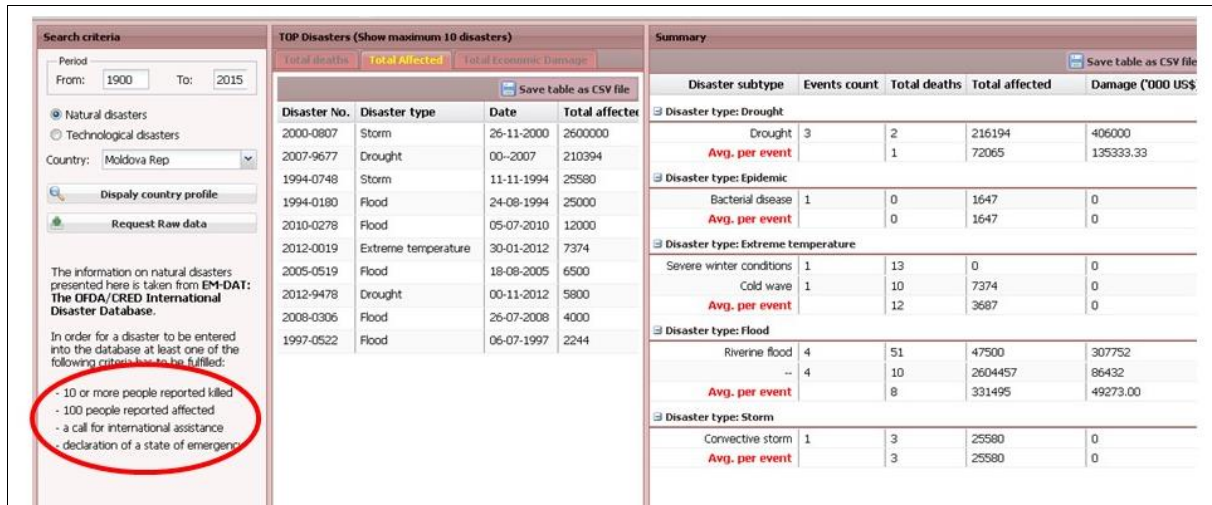 Search criteria
Period
From: 1900 To: 2015
Natural disasters
Technological disasters
Country: Moldova Rep
Dispaly country profile
Request Raw data
The information on natural disasters
presented here is taken from EM-DAT:
The OFDA/CRED International
Disaster Database.
In order for a disaster to be entered
into the database at least one of the
following criteria has to be fulfilled:
- 10 or more people reported killed
- 100 people reported affected
- a call for international assistance
- declaration of a state of emergency
TOP Disasters (Show maximum 10 disasters)
Total deaths Total Affected Total Economic Damage
Save table as CSV file
Disaster No. Disaster type Date Total affected
2000-0807 Storm 26-11-2000 2600000
2007-9677 Drought 00--2007 210394
1994-0748 Storm 11-11-1994 25580
1994-0180 Flood 24-08-1994 25000
2010-0278 Flood 05-07-2010 12000
2012-0019 Extreme temperature 30-01-2012 7374
2005-0519 Flood 18-08-2005 6500
2012-9478 Drought 00-11-2012 5800
2008-0306 Flood 26-07-2008 4000
1997-0522 Flood 06-07-1997 2244
Summary
Save table as CSV file
Disaster subtype Events count Total deaths Total affected Damage ('000 US$)
Disaster type: Drought
Drought 3 2 216194 406000
Avg. per event 1 72065 135333.33
Disaster type: Epidemic
Bacterial disease 1 0 1647 0
Avg. per event 0 1647 0
Disaster type: Extreme temperature
Severe winter conditions 1 13 0 0
Cold wave 1 10 7374 0
Avg. per event 12 3687 0
Disaster type: Flood
Riverine flood 4 51 47500 307752
-- 4 10 2604457 86432
Avg. per event 8 331495 49273.00
Disaster type: Storm
Convective storm 1 3 25580 0
Avg. per event 3 25580 0